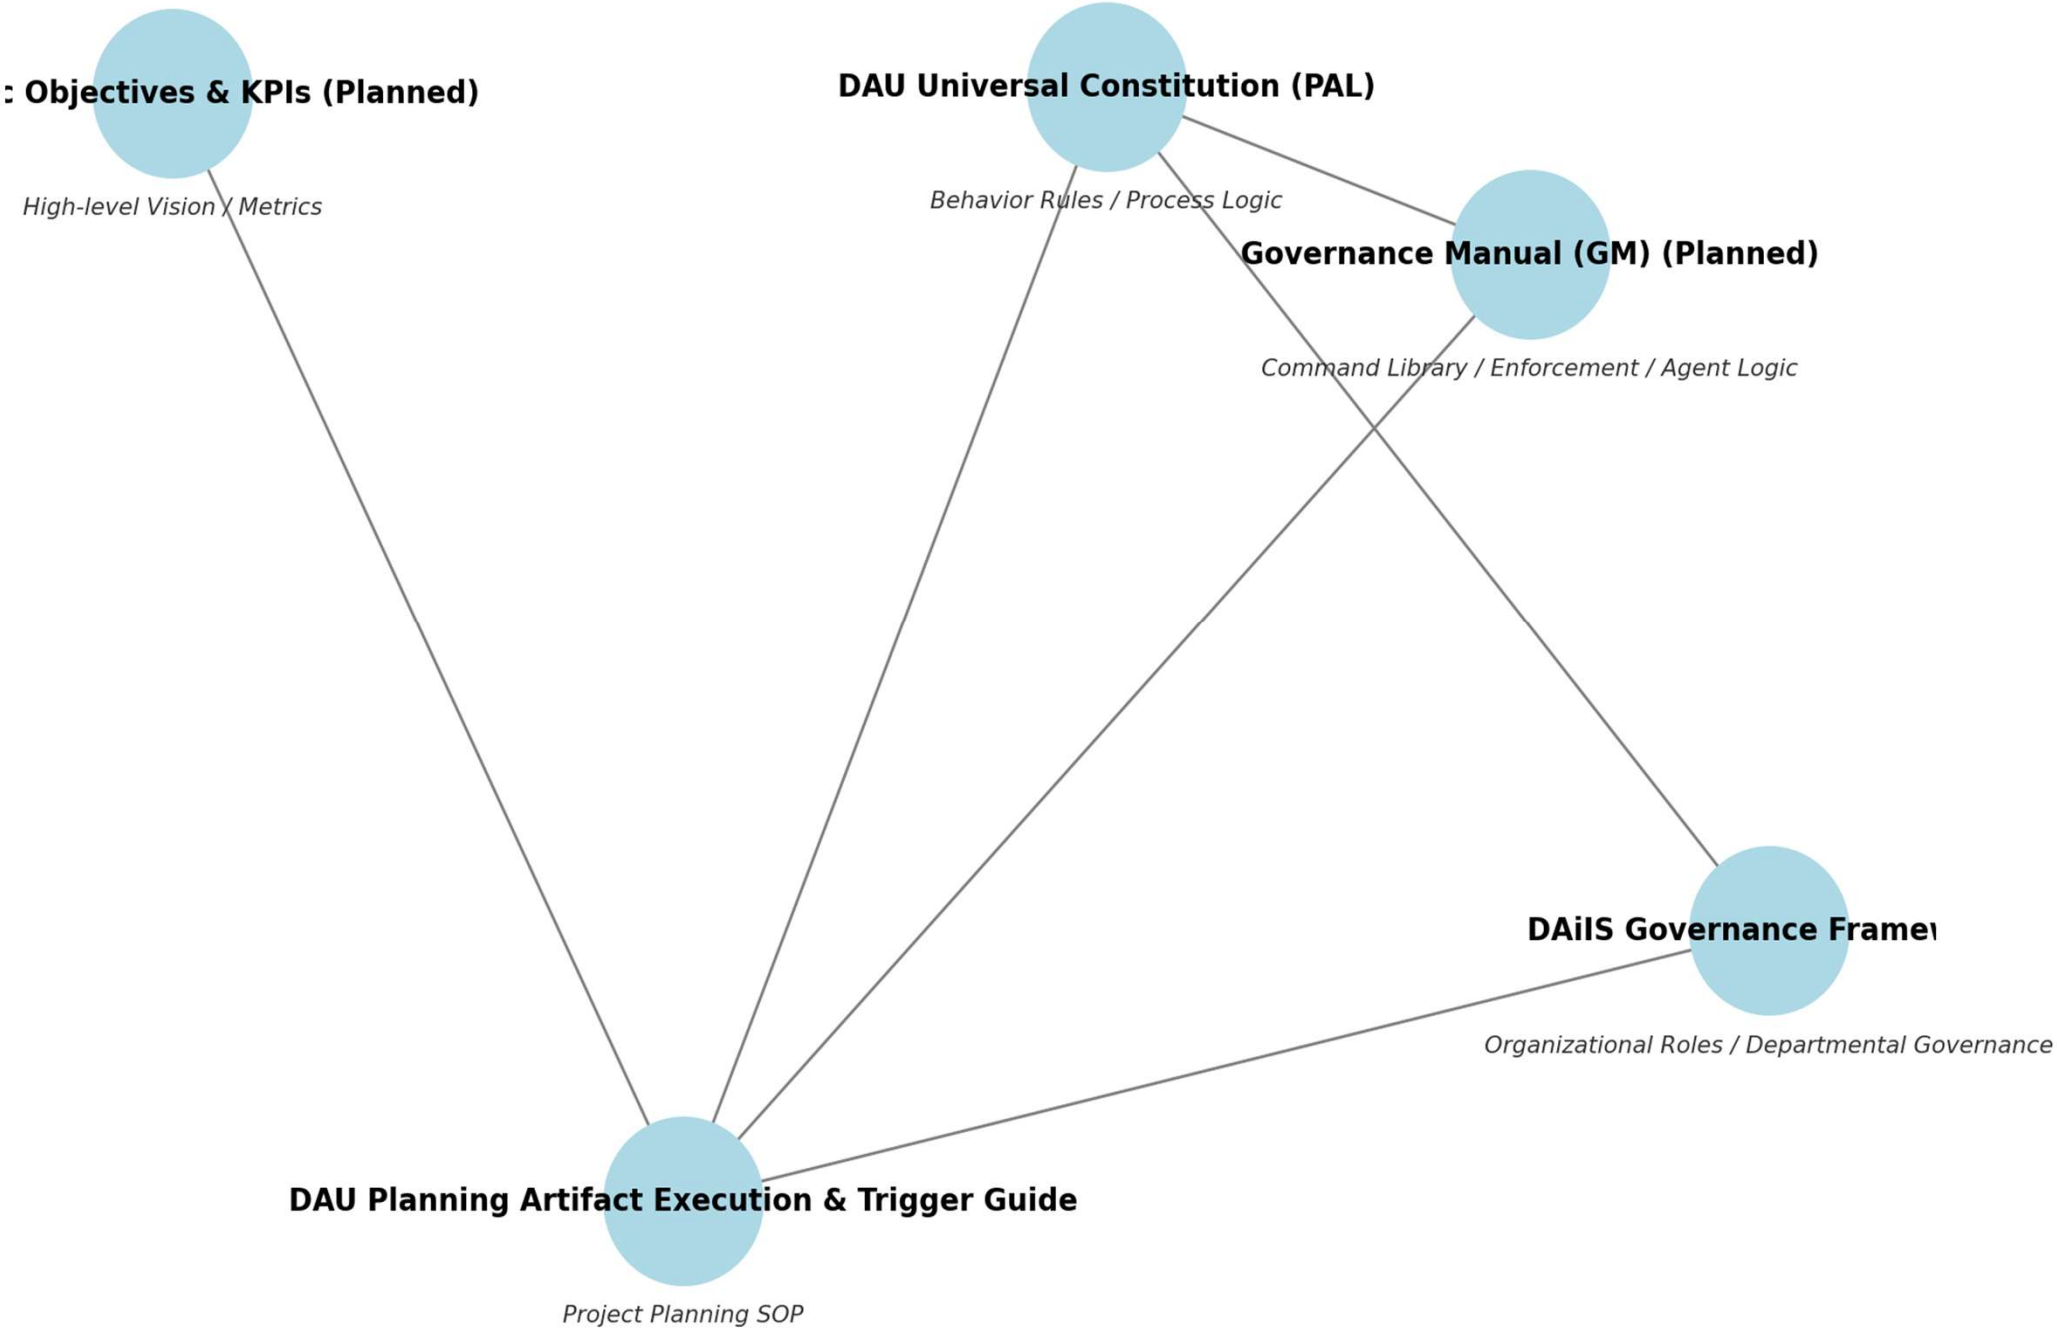 DAU Universal Constitution (PAL)
c Objectives & KPIs (Planned)
Behavior Rules / Process Logic
High-level Vision / Metrics
Governance Manual (GM) (Planned)
Command Library / Enforcement / Agent Logic
DAiIS Governance Framew
Organizational Roles / Departmental Governance
DAU Planning Artifact Execution & Trigger Guide
Project Planning SOP